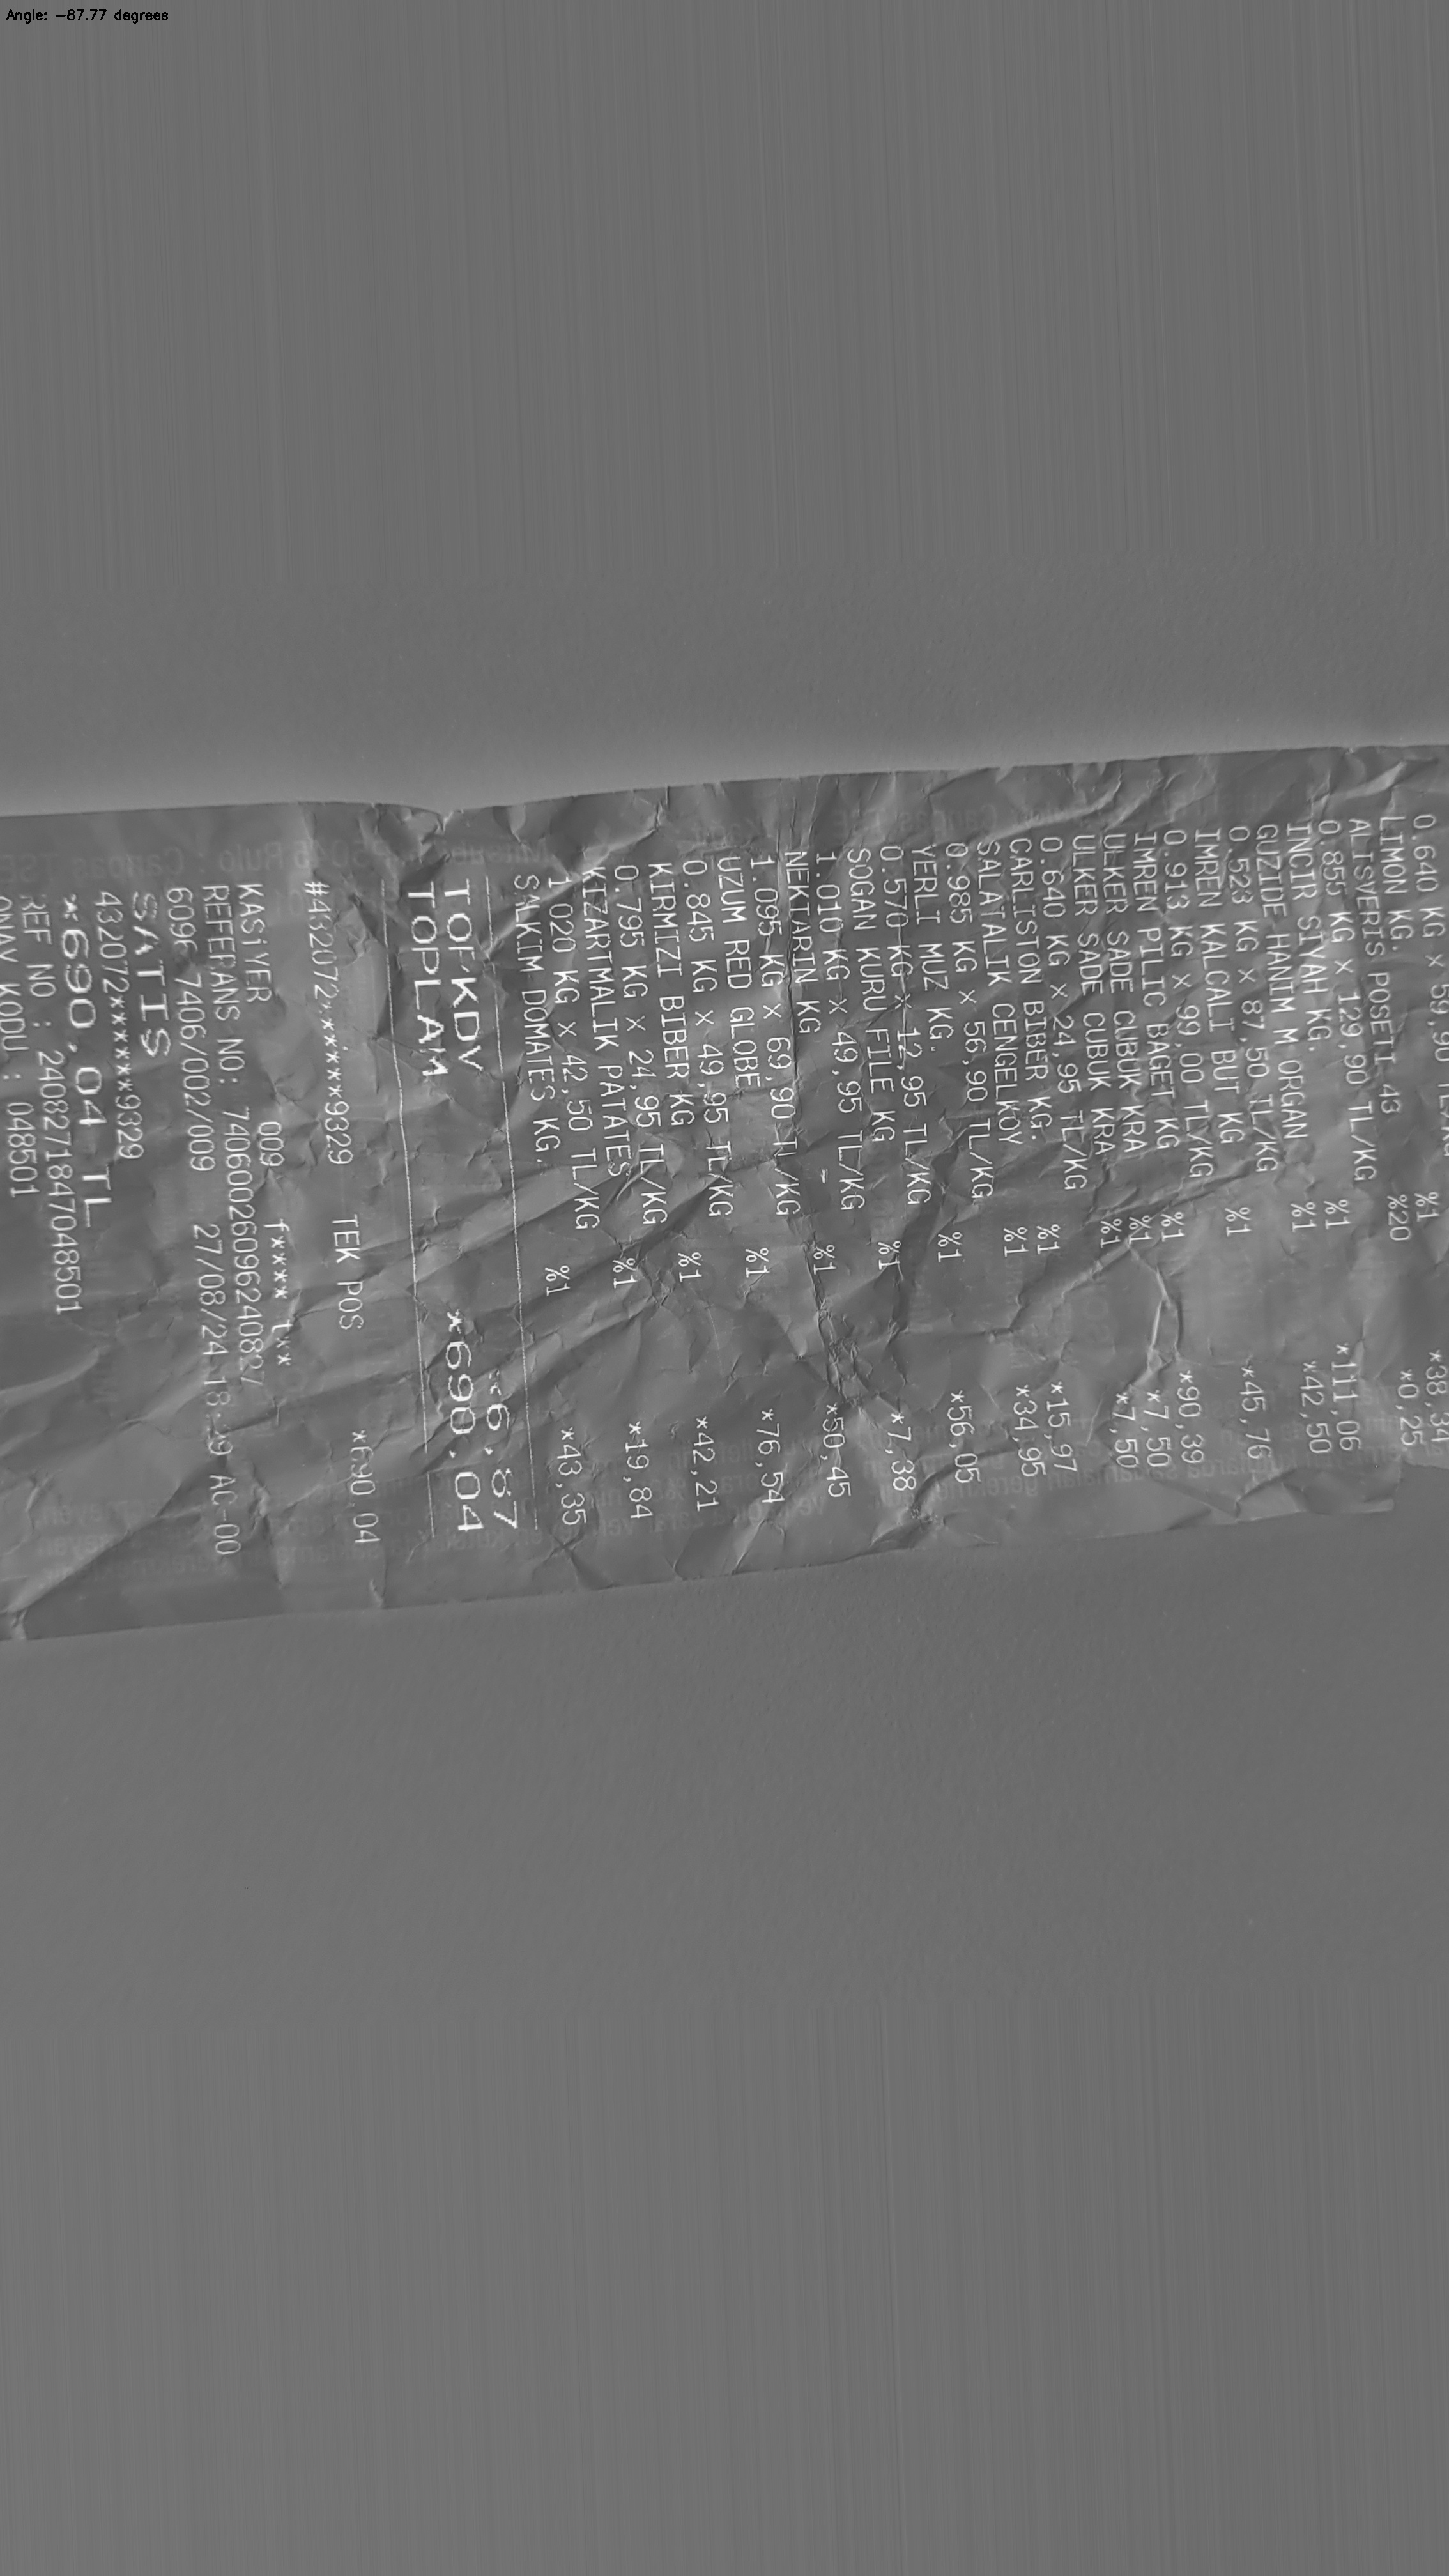 0.640 KG x 59,90 TL/KG
LIMON KG. %1 *38,34
ALISVERIS POSETI 43 %20 *0,25
0.855 KG x 129,90 TL/KG
INCIR SIYAH KG. %1 *111,06
GUZIDE HANIM M ORGAN %1 *42,50
0.523 KG x 87,50 TL/KG
IMREN KALCALI BUT KG %1 *45,76
0.913 KG x 99,00 TL/KG
IMREN PILLIC BAGET KG %1 *90,39
ULKER SADE CUBUK KRA %1 *7,50
ULKER SADE CUBUK KRA %1 *7,50
0.640 KG x 24,95 TL/KG
CARLISTON BIBER KG. %1 *15,97
SALATALIK CENGELKOY %1 *34,95
0.985 KG x 56,90 TL/KG
YERLI MUZ KG. %1 *56,05
0.570 KG x 12,95 TL/KG
SOGAN KURU FILE KG %1 *7,38
1.010 KG x 49,95 TL/KG
NEKTARIN KG %1 *50,45
1.095 KG x 69,90 TL/KG
UZUM RED GLOBE %1 *76,54
0.845 KG x 49,95 TL/KG
KIRMIZI BIBER KG %1 *42,21
0.795 KG x 24,95 TL/KG
KIZARTMALIK PATATES %1 *19,84
1.020 KG x 42,50 TL/KG
SALKIM DOMATES KG. %1 *43,35
TOPKDV *6,87
TOPLAM *690,04
#432072******9329 TEK POS *690,04
KASİYER 009 f**** t**
REFERANS NO: 74060026096240827
6096 7406/002/009 27/08/24 18:29 AC-00
SATIS
432072******9329
*690,04 TL
REF NO : 2408271847048501
ONAY KODU : 048501
Angle: -87.77 degrees